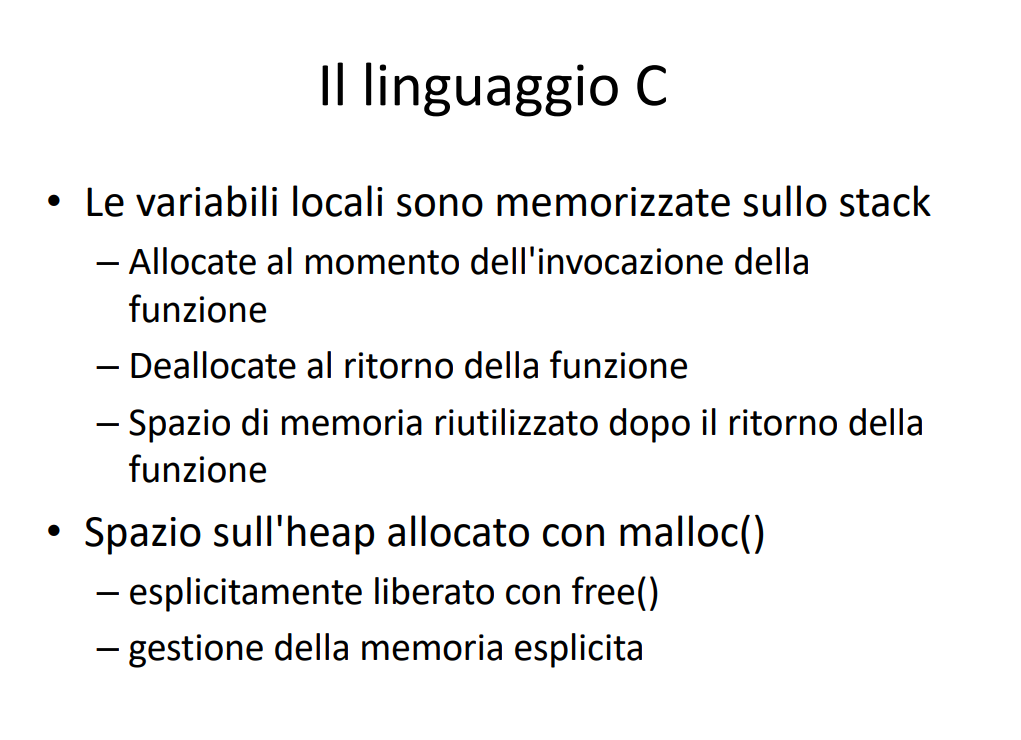 Il linguaggio C
• Le variabili locali sono memorizzate sullo stack
– Allocate al momento dell'invocazione della
funzione
– Deallocate al ritorno della funzione
– Spazio di memoria riutilizzato dopo il ritorno della
funzione
• Spazio sull'heap allocato con malloc()
– esplicitamente liberato con free()
– gestione della memoria esplicita